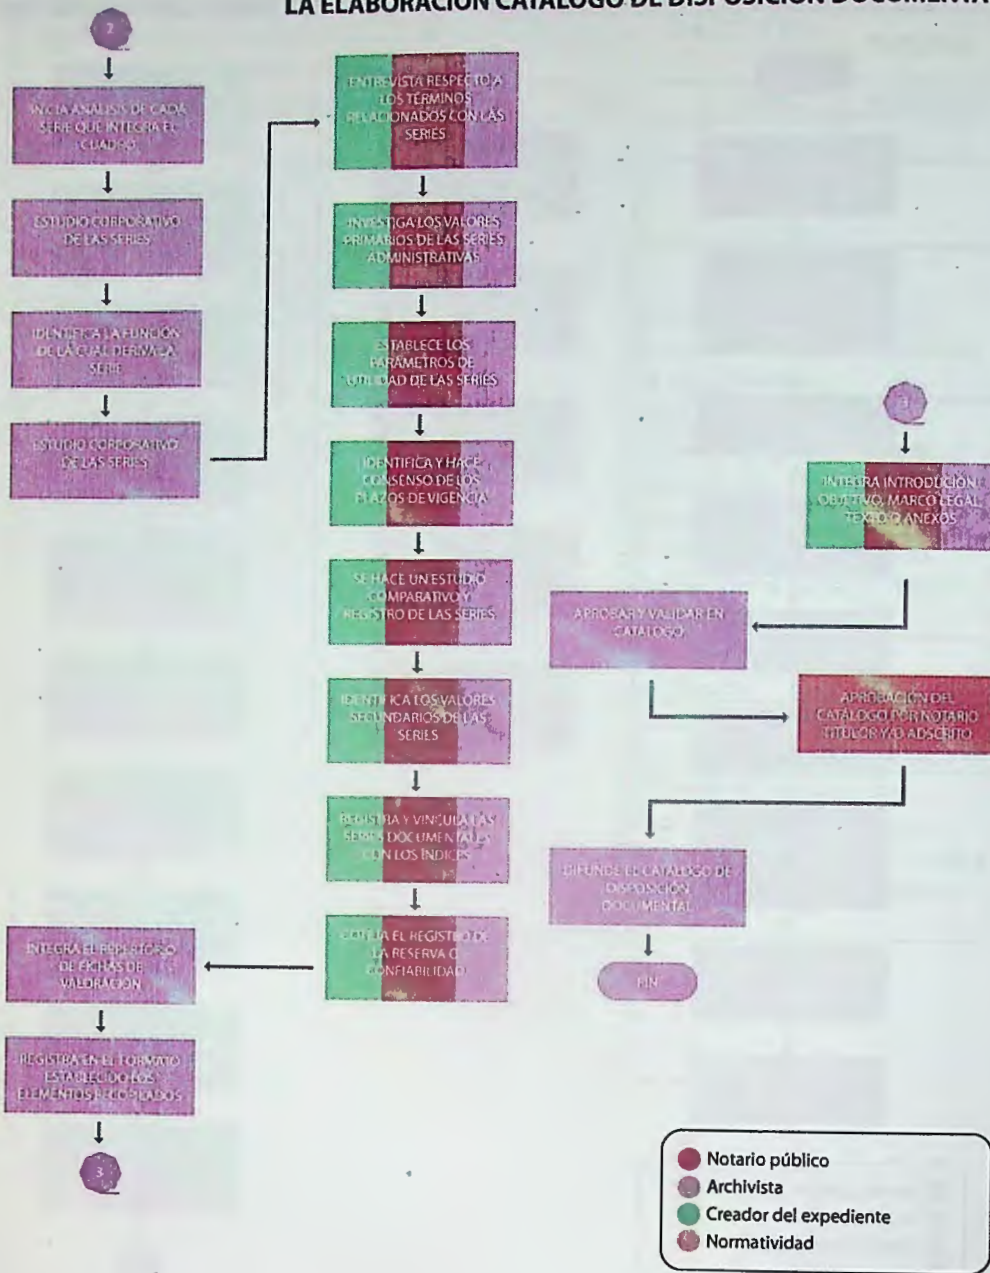 LA ELABORACIÓN CATÁLOGO DE DISPOSICIÓN DOCUMENTA
2
INICIA ANÁLISIS DE CADA
SERIE QUE INTEGRA EL
CUADRO
ESTUDIO CORPORATIVO
DE LAS SERIES
IDENTIFICA LA FUNCIÓN
DE LA CUAL DERIVA LA
SERIE
ESTUDIO CORPORATIVO
DE LAS SERIES
ENTREVISTA RESPECTO A
LOS TÉRMINOS
RELACIONADOS CON LAS
SERIES
INVESTIGA LOS VALORES
PRIMARIOS DE LAS SERIES
ADMINISTRATIVAS
ESTABLECE LOS
PARÁMETROS DE
UTILIDAD DE LAS SERIES
IDENTIFICA Y HACE
CONSENSO DE LOS
PLAZOS DE VIGENCIA
SE HACE UN ESTUDIO
COMPARATIVO Y
REGISTRO DE LAS SERIES
IDENTIFICA LOS VALORES
SECUNDARIOS DE LAS
SERIES
REGISTRA Y VINCULA LAS
SERIES DOCUMENTALES
CON LOS ÍNDICES
COTEJA EL REGISTRO DE
LA RESERVA O
CONFIABILIDAD
INTEGRA EL REPERTORIO
DE FICHAS DE
VALORACIÓN
REGISTRA EN EL FORMATO
ESTABLECIDO LOS
ELEMENTOS RECOPILADOS
3
3
INTEGRA INTRODUCIÓN
OBJETIVO, MARCO LEGAL,
TEXTO O ANEXOS
APROBAR Y VALIDAR EN
CATÁLOGO
APROBACIÓN DEL
CATÁLOGO POR NOTARIO
TITULOR Y/O ADSCRITO
DIFUNDE EL CATÁLOGO DE
DISPOSICIÓN
DOCUMENTAL
FIN
Notario público
Archivista
Creador del expediente
Normatividad